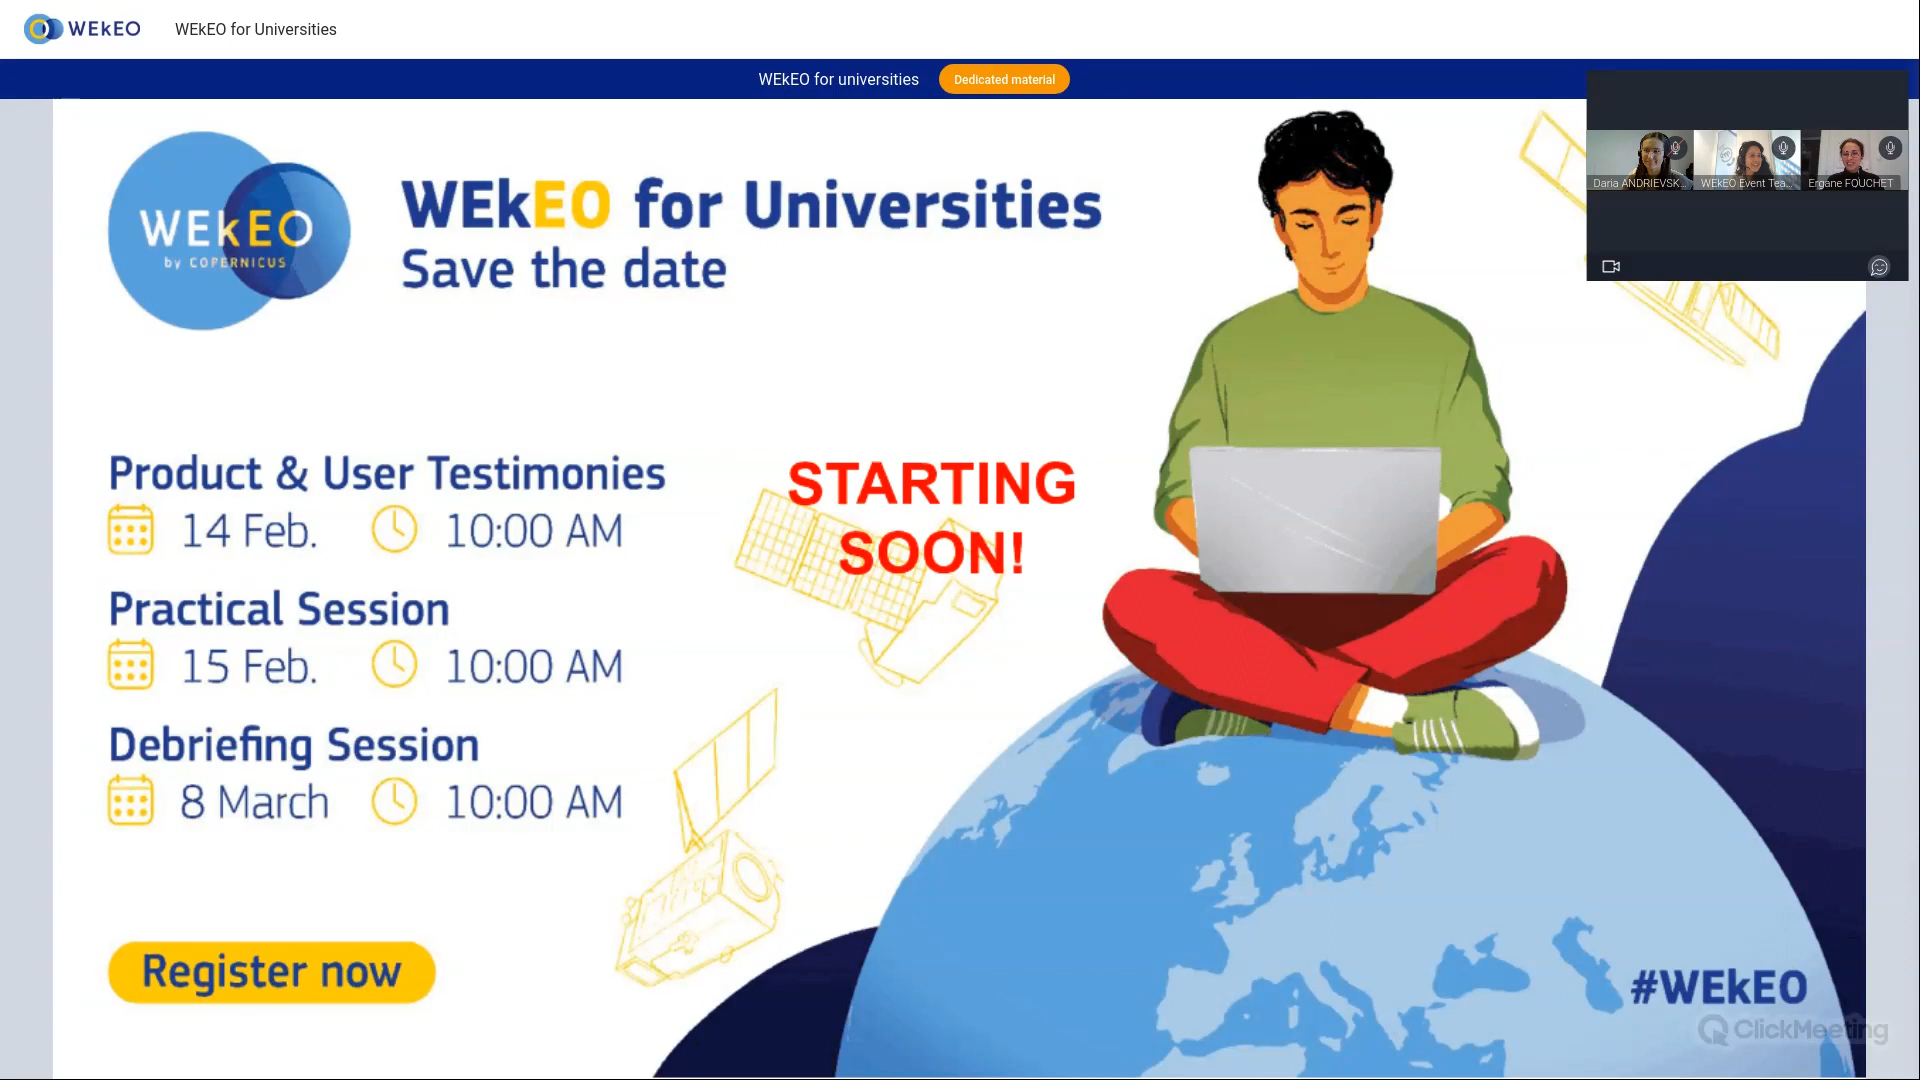 WEkEO
WEkEO for Universities
WEkEO for universities
Dedicated material
Daria ANDRIEVSK...
WEkEO Event Tea...
Ergane FOUCHET
WEkEO
by COPERNICUS
WEkEO for Universities
Save the date
STARTING
SOON!
Product & User Testimonies
14 Feb. 10:00 AM
Practical Session
15 Feb. 10:00 AM
Debriefing Session
8 March 10:00 AM
Register now
#WEkEO
ClickMeeting